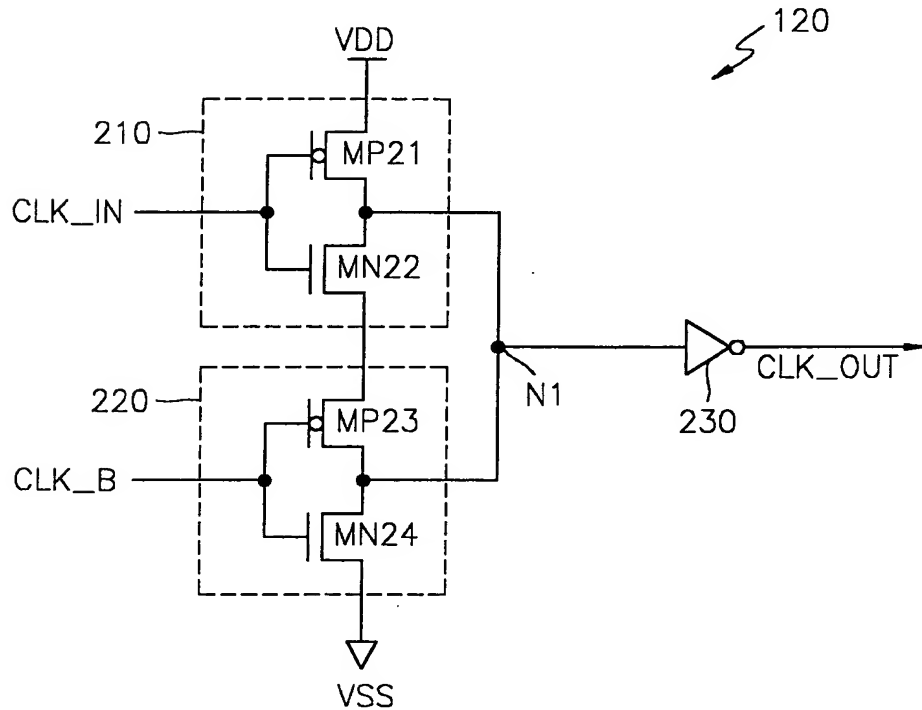 120
VDD
210
MP21
CLK_IN
MN22
N1
CLK_OUT
230
220
MP23
CLK_B
MN24
VSS